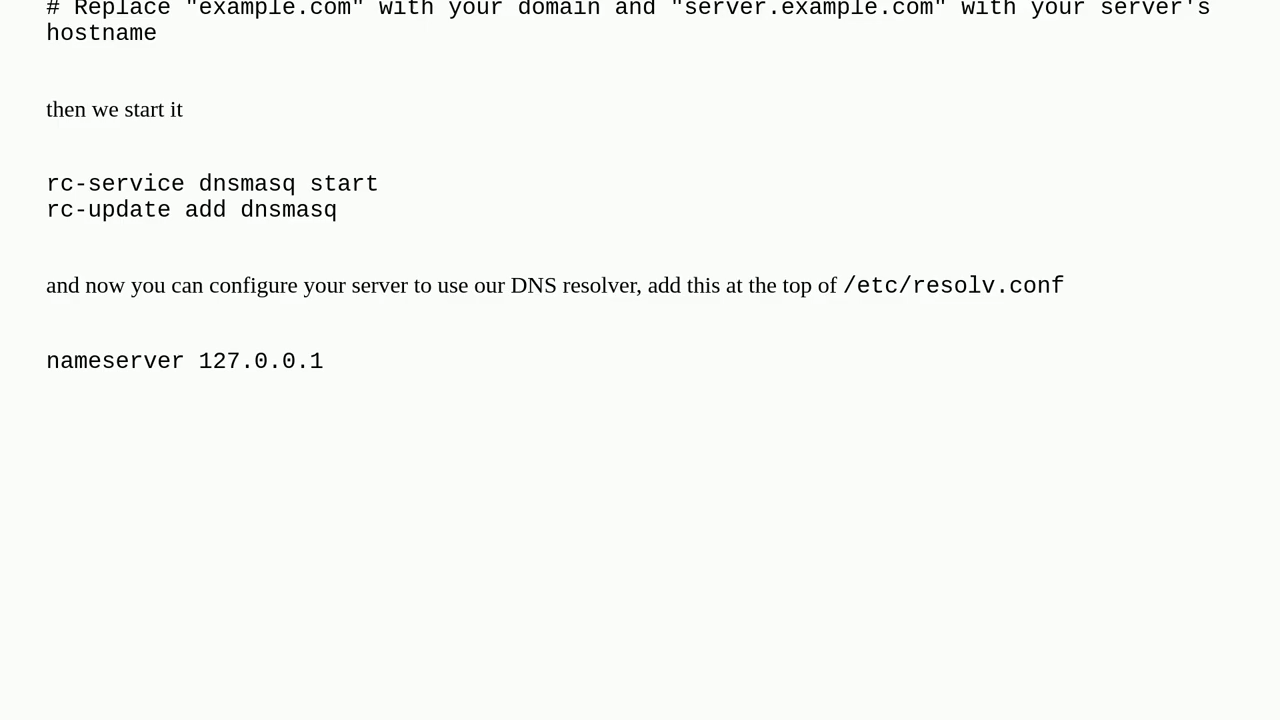 # Replace "example.com" with your domain and "server.example.com" with your server's
hostname
then we start it
rc-service dnsmasq start
rc-update add dnsmasq
and now you can configure your server to use our DNS resolver, add this at the top of /etc/resolv.conf
nameserver 127.0.0.1